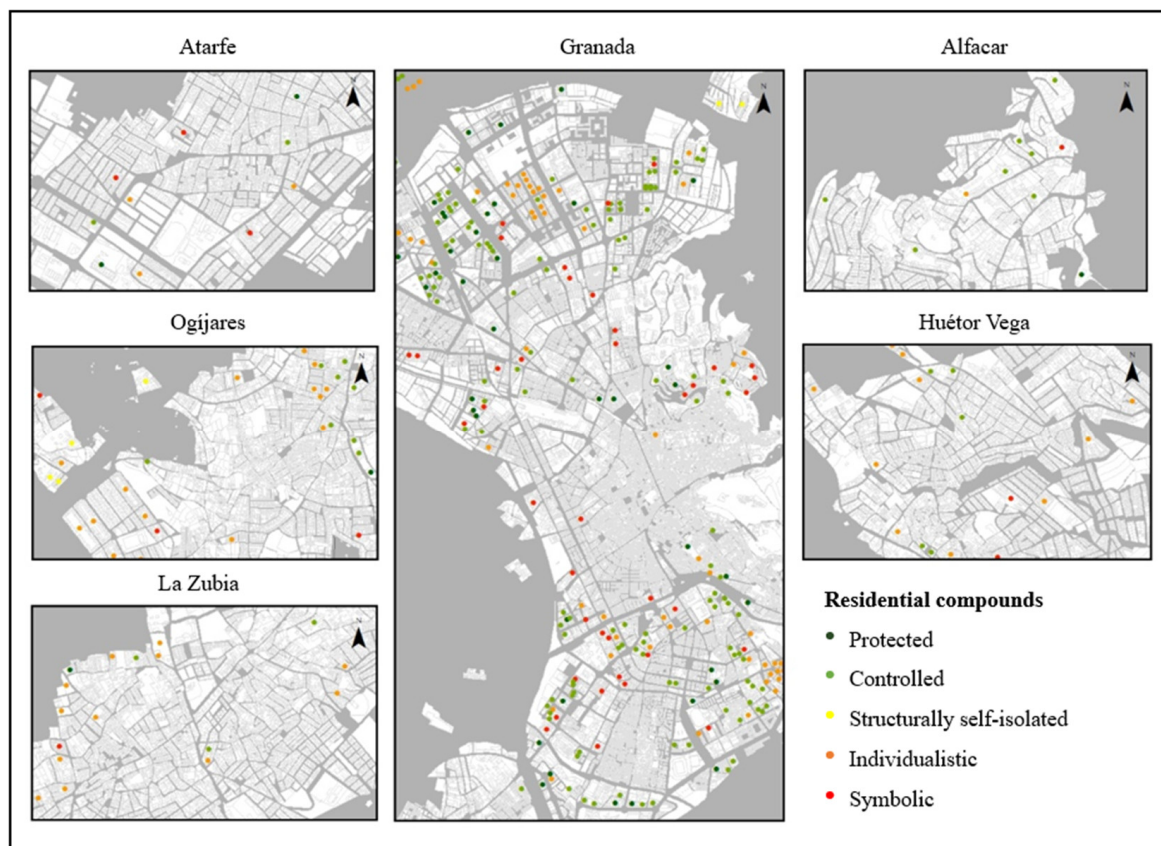 Atarfe
Granada
Alfacar
N
N
N
Ogíjares
Huétor Vega
N
N
La Zubia
N
Residential compounds
Protected
Controlled
Structurally self-isolated
Individualistic
Symbolic